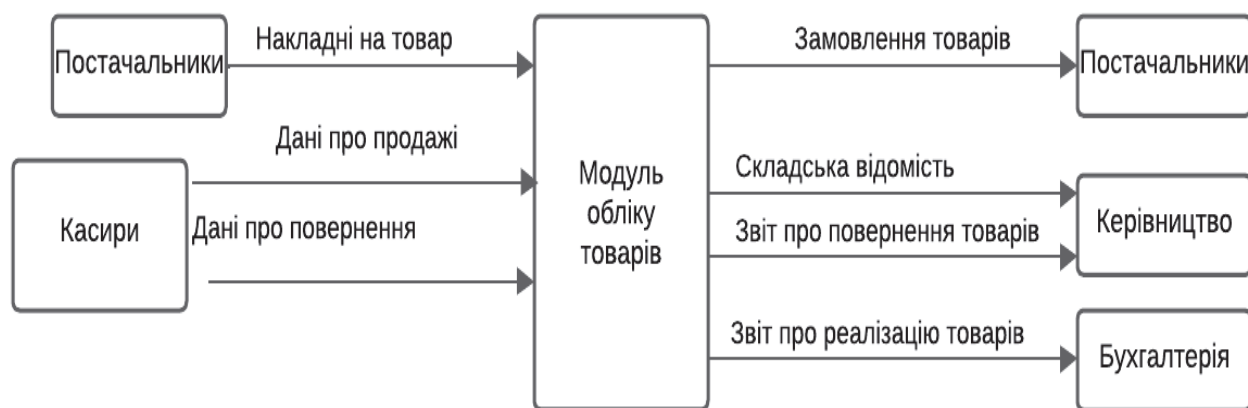 Постачальники
Накладні на товар
Замовлення товарів
Постачальники
Дані про продажі
Касири
Дані про повернення
Модуль
обліку
товарів
Складська відомість
Звіт про повернення товарів
Керівництво
Звіт про реалізацію товарів
Бухгалтерія